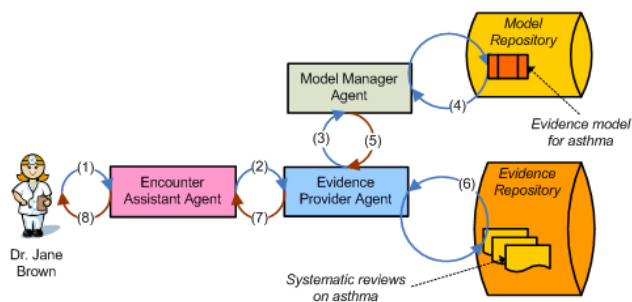 Model
Repository
Model Manager
Agent
(4)
Evidence model
for asthma
(3)
(5)
(1)
(2)
(6)
Evidence
Repository
Encounter
Assistant Agent
Evidence
Provider Agent
(8)
(7)
Dr. Jane
Brown
Systematic reviews
on asthma